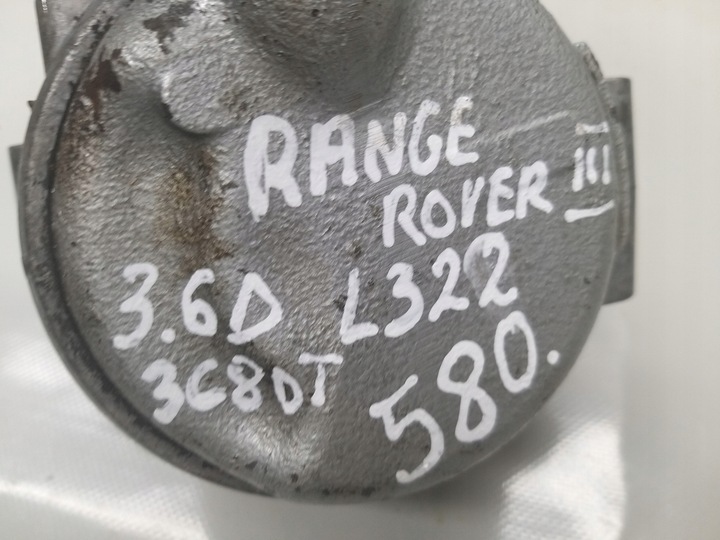 RANGE
ROVER III
3.6D L322
368DT
580.